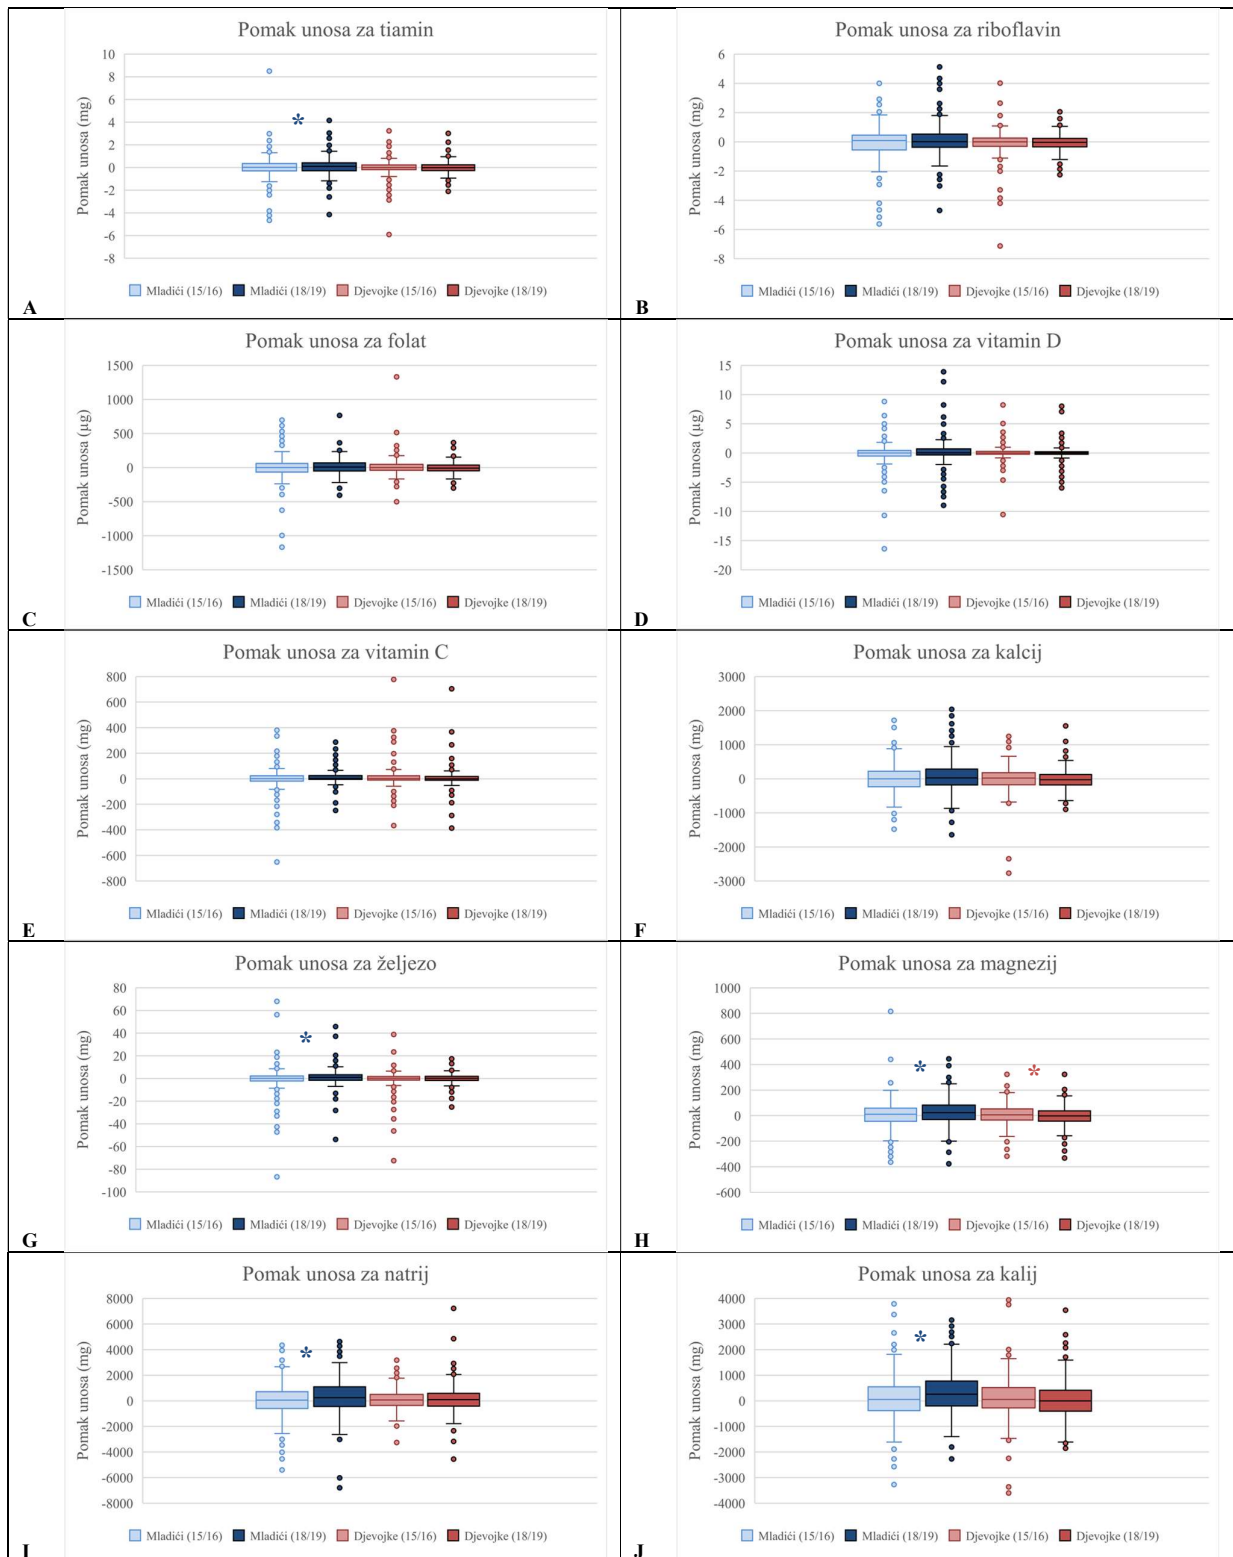 Pomak unosa za tiamin
Pomak unosa (mg)
10
8
6
4
2
0
-2
-4
-6
-8
*
Mladići (15/16) Mladići (18/19) Djevojke (15/16) Djevojke (18/19)
A
Pomak unosa za riboflavin
Pomak unosa (mg)
6
4
2
0
-2
-4
-6
-8
Mladići (15/16) Mladići (18/19) Djevojke (15/16) Djevojke (18/19)
B
Pomak unosa za folat
Pomak unosa (µg)
1500
1000
500
0
-500
-1000
-1500
Mladići (15/16) Mladići (18/19) Djevojke (15/16) Djevojke (18/19)
C
Pomak unosa za vitamin D
Pomak unosa (µg)
15
10
5
0
-5
-10
-15
-20
Mladići (15/16) Mladići (18/19) Djevojke (15/16) Djevojke (18/19)
D
Pomak unosa za vitamin C
Pomak unosa (mg)
800
600
400
200
0
-200
-400
-600
-800
Mladići (15/16) Mladići (18/19) Djevojke (15/16) Djevojke (18/19)
E
Pomak unosa za kalcij
Pomak unosa (mg)
3000
2000
1000
0
-1000
-2000
-3000
Mladići (15/16) Mladići (18/19) Djevojke (15/16) Djevojke (18/19)
F
Pomak unosa za željezo
Pomak unosa (mg)
80
60
40
20
0
-20
-40
-60
-80
-100
*
Mladići (15/16) Mladići (18/19) Djevojke (15/16) Djevojke (18/19)
G
Pomak unosa za magnezij
Pomak unosa (mg)
1000
800
600
400
200
0
-200
-400
-600
* *
Mladići (15/16) Mladići (18/19) Djevojke (15/16) Djevojke (18/19)
H
Pomak unosa za natrij
Pomak unosa (mg)
8000
6000
4000
2000
0
-2000
-4000
-6000
-8000
*
Mladići (15/16) Mladići (18/19) Djevojke (15/16) Djevojke (18/19)
I
Pomak unosa za kalij
Pomak unosa (mg)
4000
3000
2000
1000
0
-1000
-2000
-3000
-4000
*
Mladići (15/16) Mladići (18/19) Djevojke (15/16) Djevojke (18/19)
J